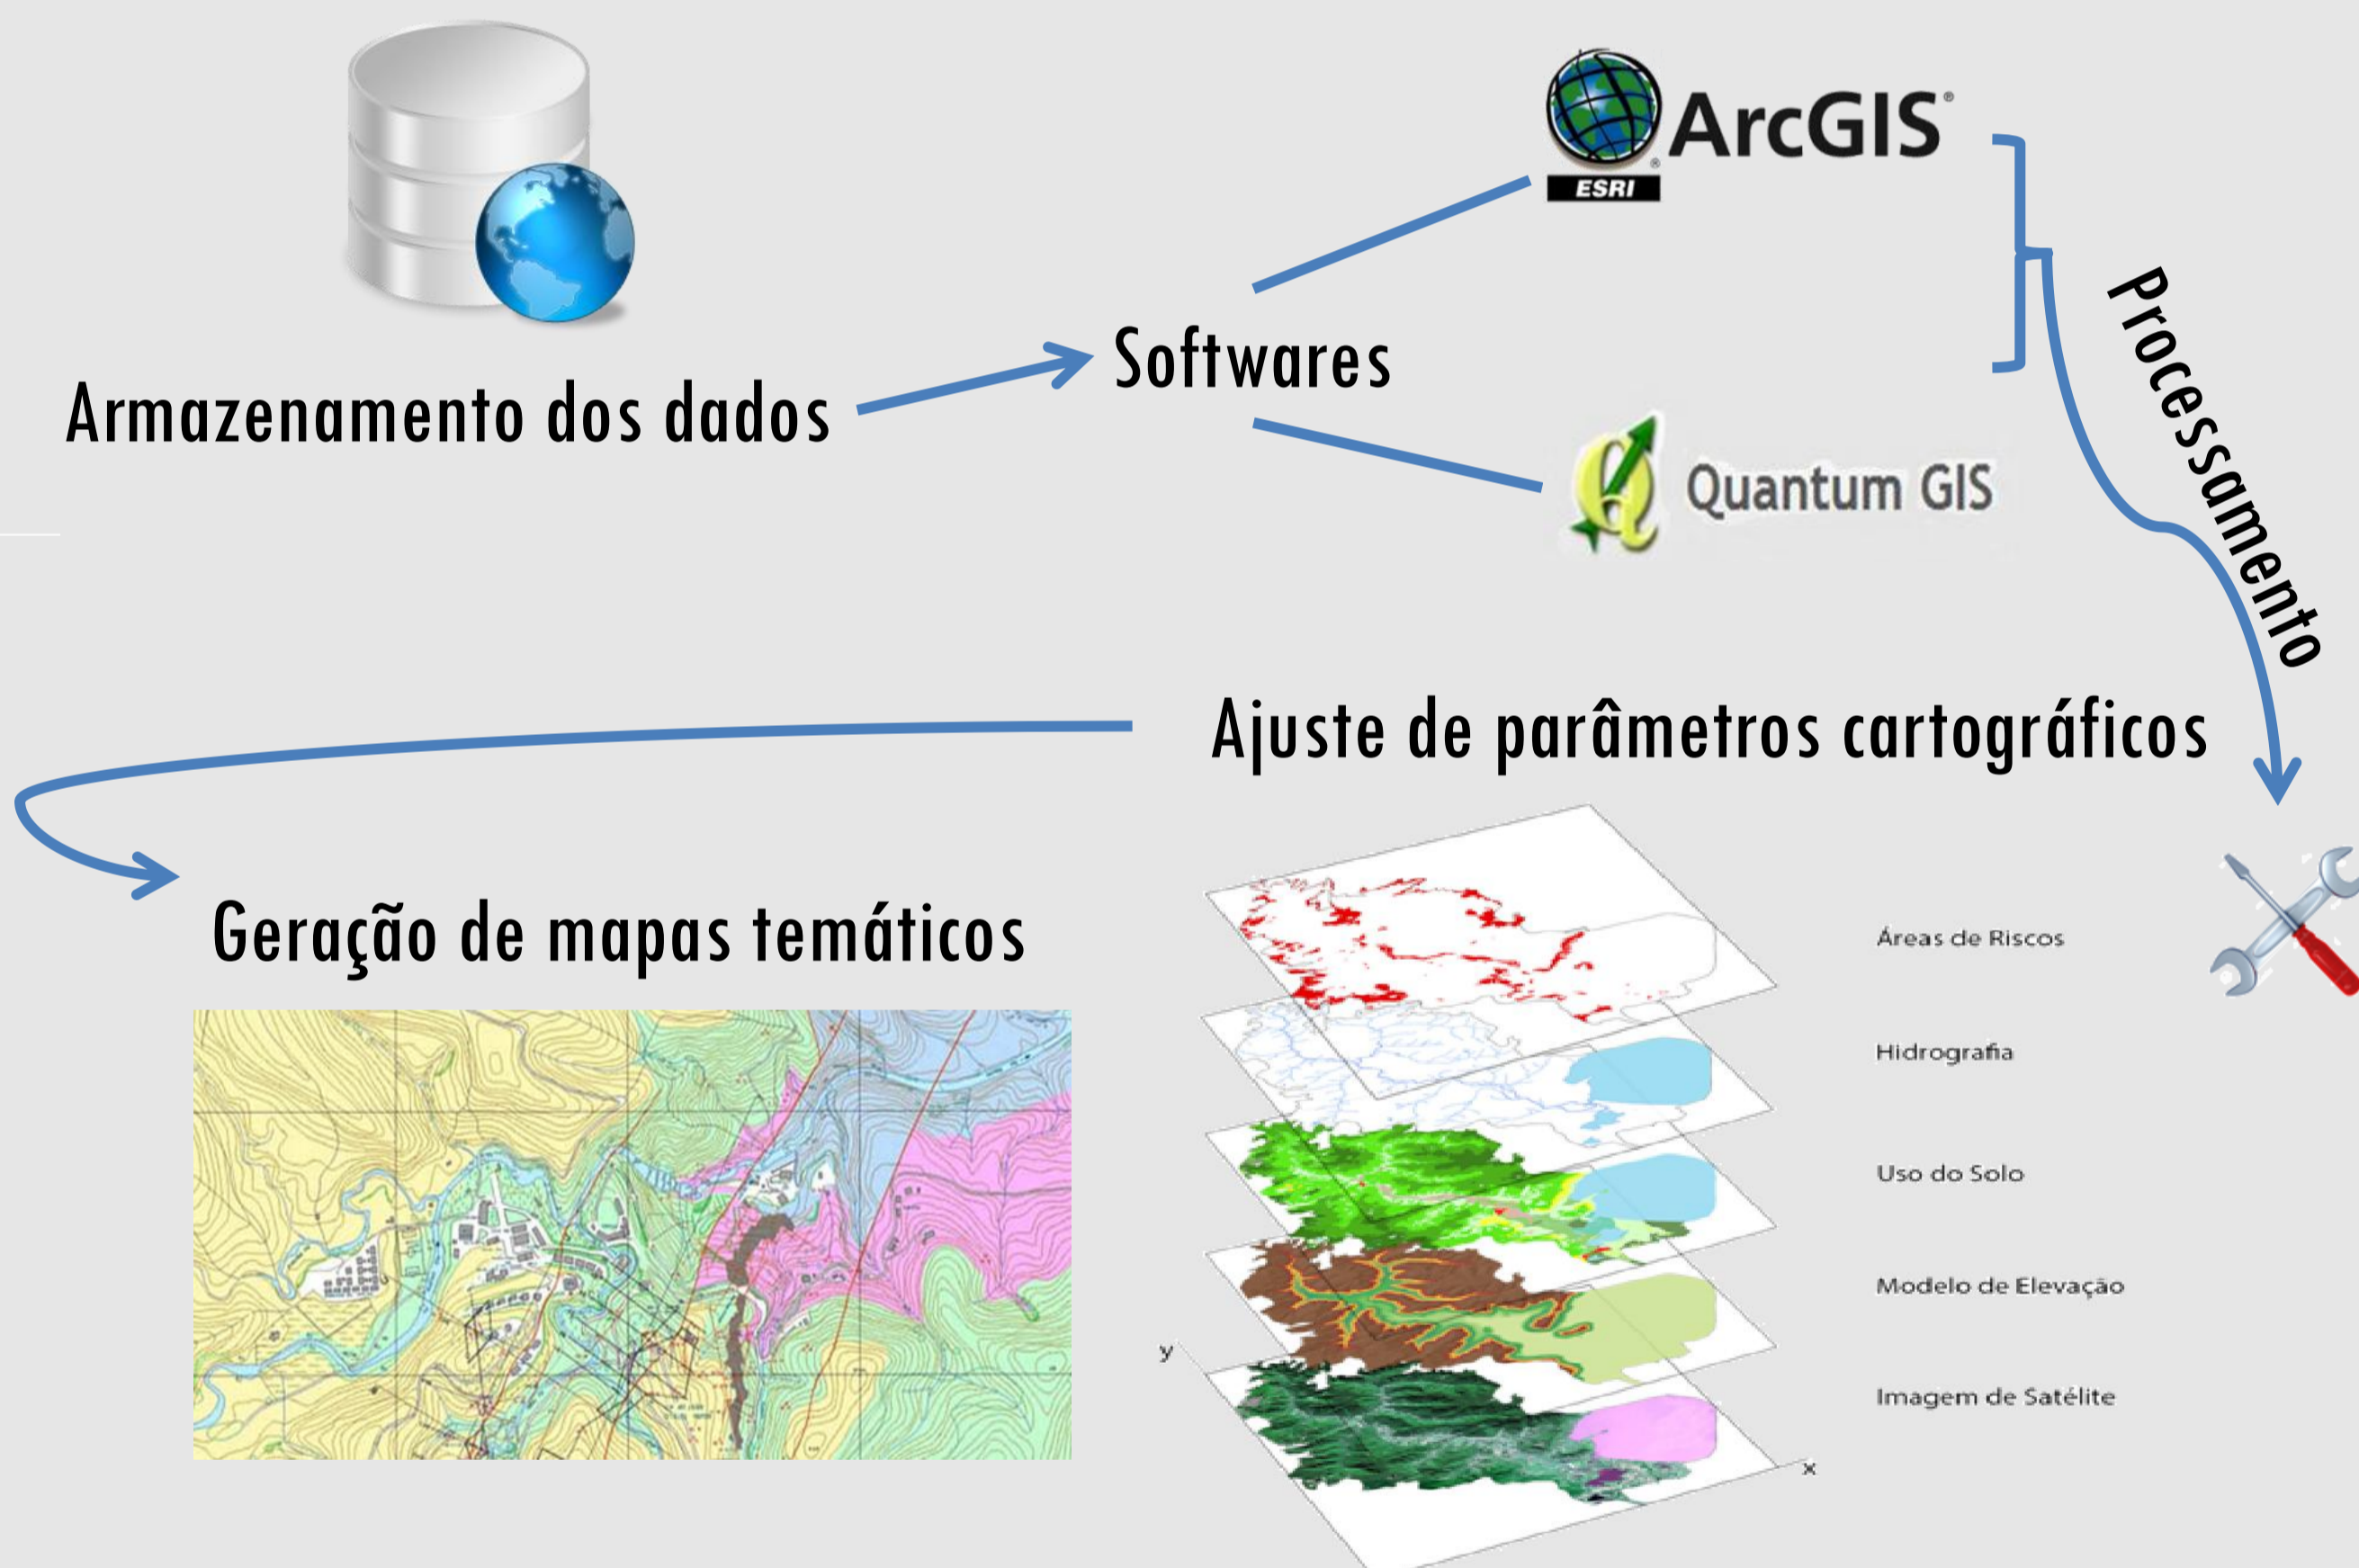 ArcGIS®
®
ESRI
Armazenamento dos dados
Softwares
Quantum GIS
Processamento
Ajuste de parâmetros cartográficos
Geração de mapas temáticos
Áreas de Riscos
Hidrografia
Uso do Solo
Modelo de Elevação
Imagem de Satélite
y
x